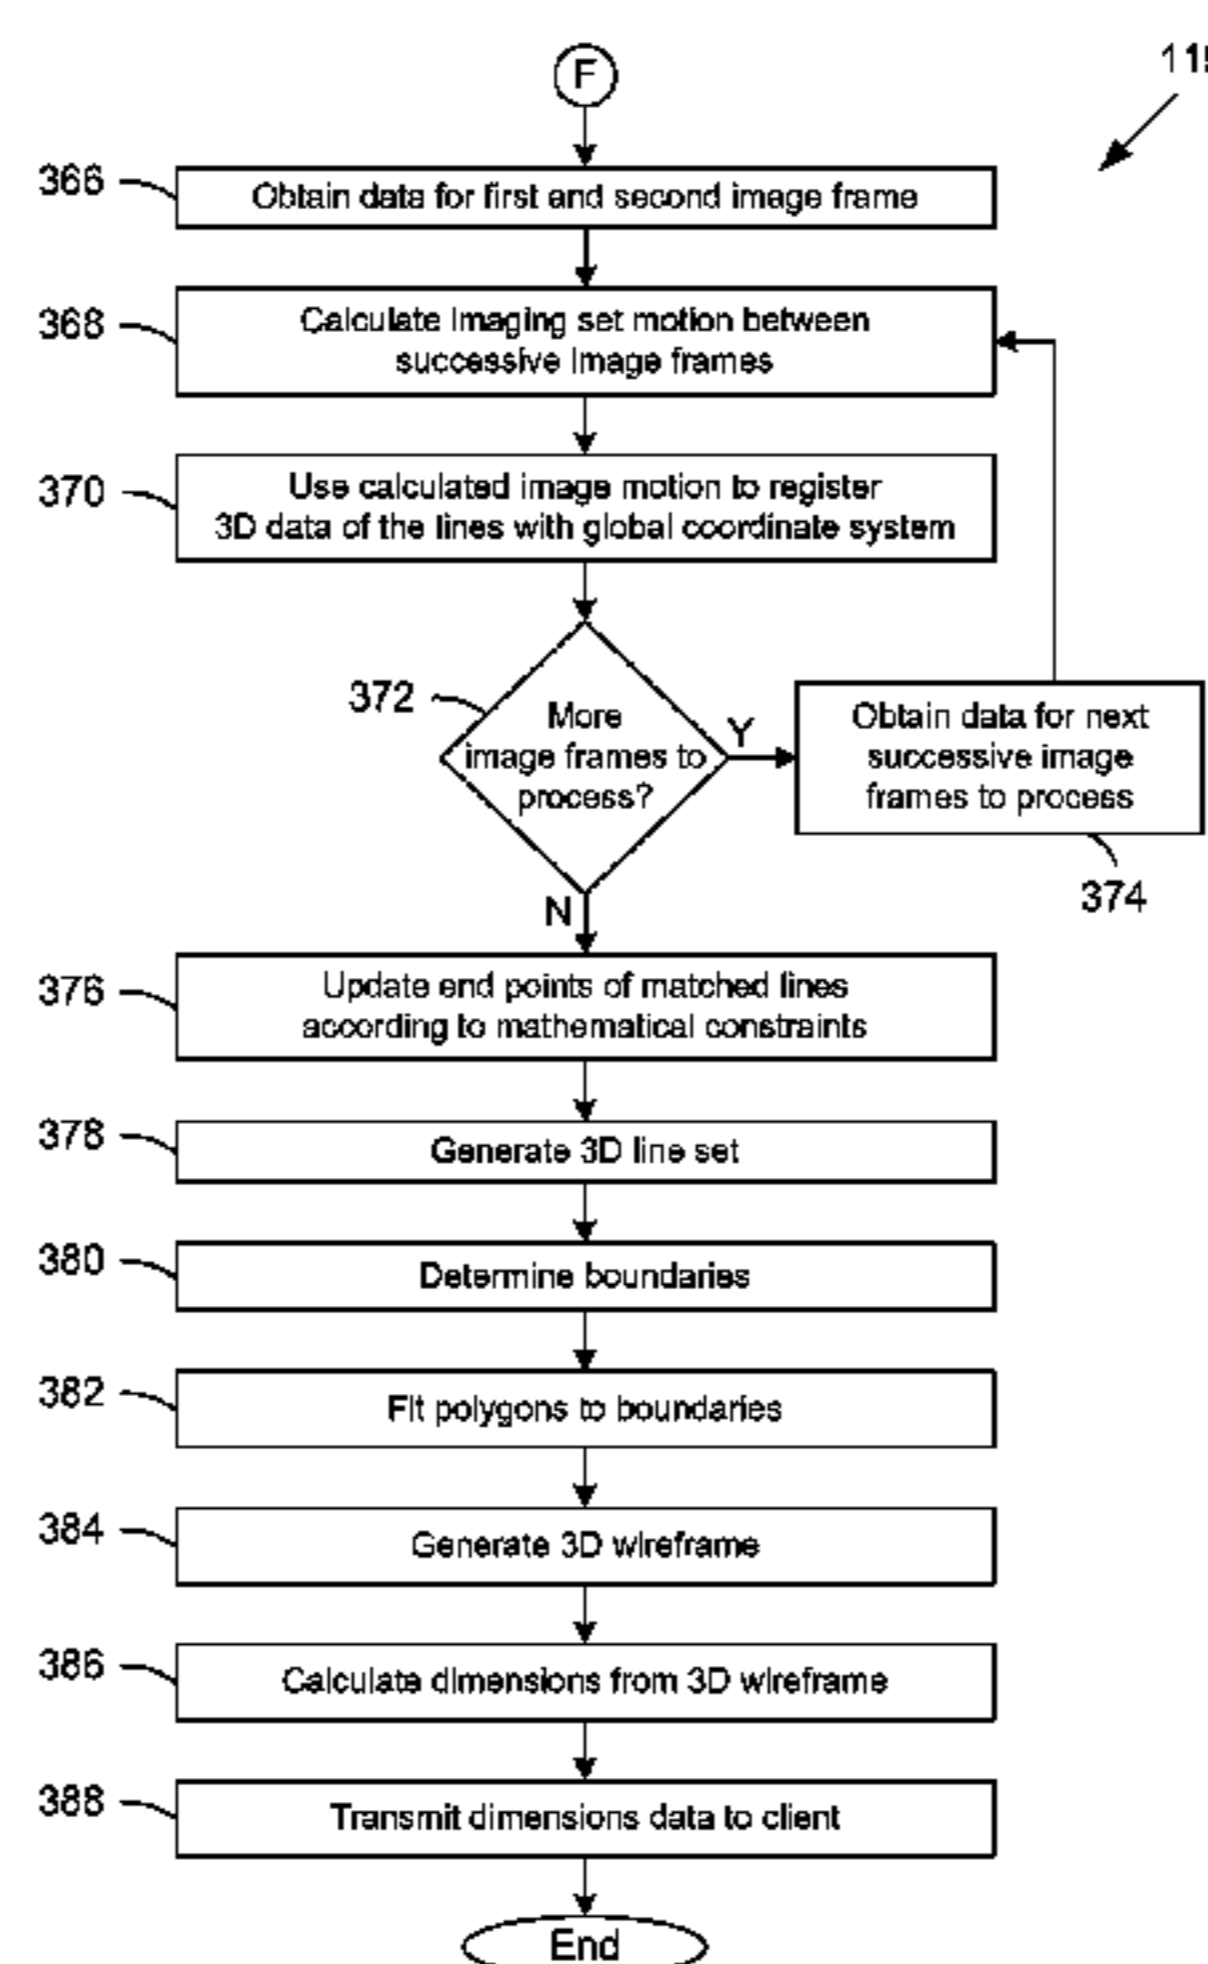 F
366
Obtain data for first and second image frame
368
Calculate imaging set motion between
successive image frames
370
Use calculated image motion to register
3D data of the lines with global coordinate system
372
More
image frames to
process?
Y
Obtain data for next
successive image
frames to process
374
N
376
Update end points of matched lines
according to mathematical constraints
378
Generate 3D line set
380
Determine boundaries
382
Fit polygons to boundaries
384
Generate 3D wireframe
386
Calculate dimensions from 3D wireframe
388
Transmit dimensions data to client
End